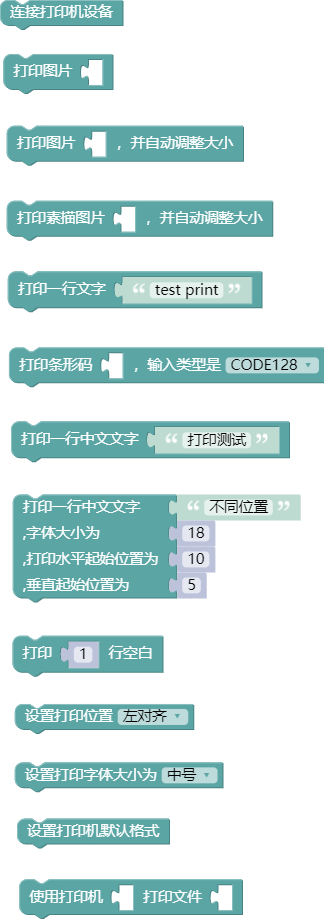 连接打印机设备
打印图片
打印图片 ，并自动调整大小
打印素描图片 ，并自动调整大小
打印一行文字 “ test print ”
打印条形码 ，输入类型是 CODE128
打印一行中文文字 “ 打印测试 ”
打印一行中文文字 “ 不同位置 ”
,字体大小为 18
,打印水平起始位置为 10
,垂直起始位置为 5
打印 1 行空白
设置打印位置 左对齐
设置打印字体大小为 中号
设置打印机默认格式
使用打印机 打印文件